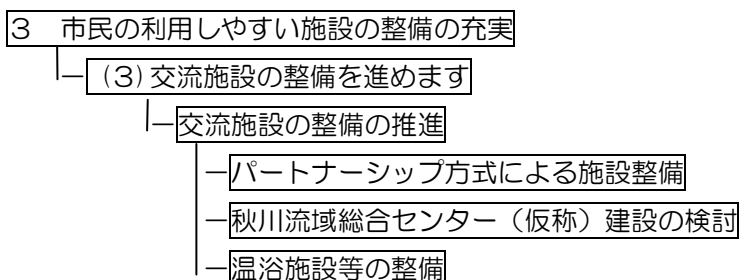 ３　市民の利用しやすい施設の整備の充実
(3)交流施設の整備を進めます
交流施設の整備の推進
パートナーシップ方式による施設整備
秋川流域総合センター（仮称）建設の検討
温浴施設等の整備